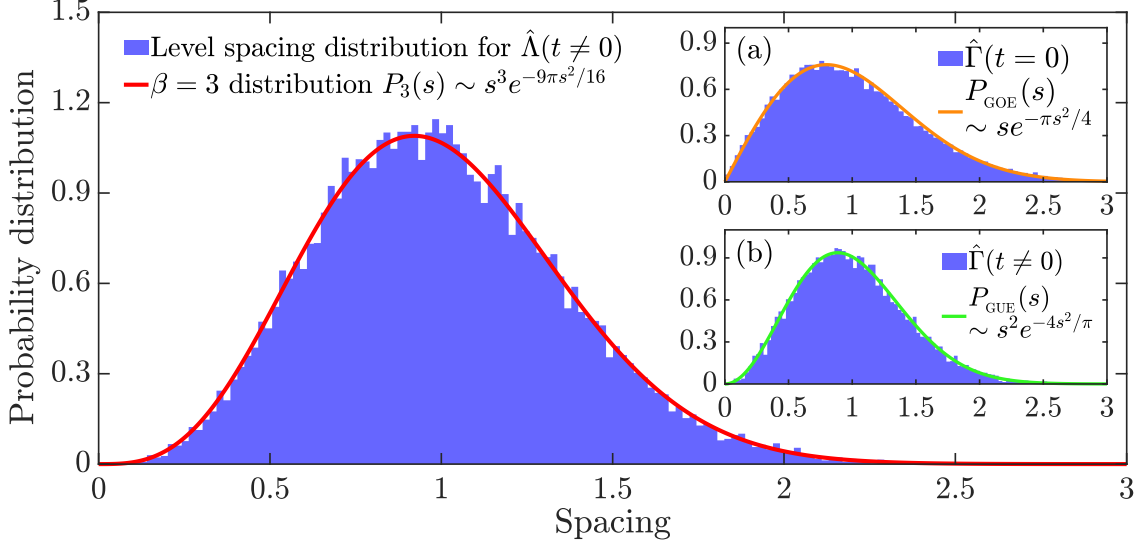 Probability distribution
1.5
1.2
0.9
0.6
0.3
0
Level spacing distribution for Λ̂(t ≠ 0)
β = 3 distribution P₃(s) ∼ s³e^{−9πs²/16}
0 0.5 1 1.5 2 2.5 3
Spacing
(a)
0.9
0.6
0.3
0
Γ̂(t = 0)
P_GOE(s)
∼ se^{−πs²/4}
0 0.5 1 1.5 2 2.5 3
(b)
0.9
0.6
0.3
0
Γ̂(t ≠ 0)
P_GUE(s)
∼ s²e^{−4s²/π}
0 0.5 1 1.5 2 2.5 3